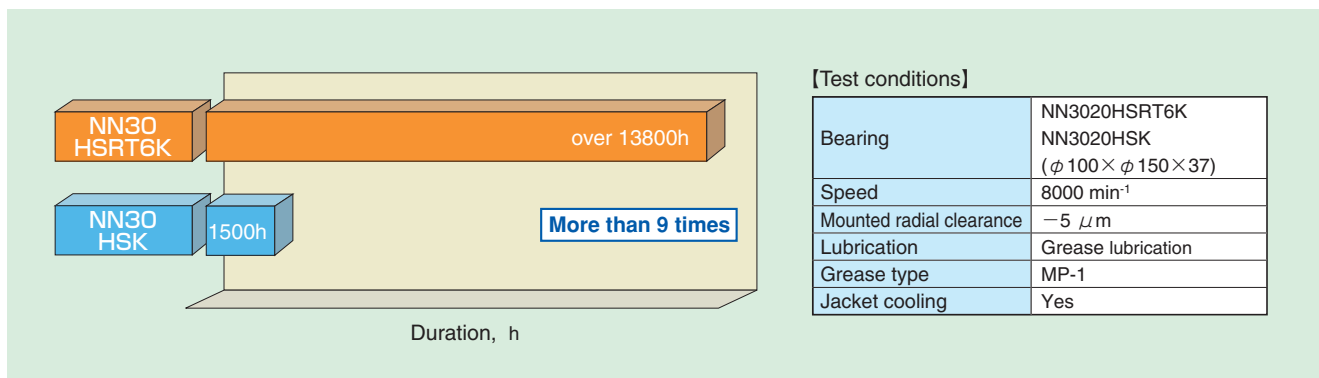 NN30
HSRT6K
over 13800h
NN30
HSK
1500h
More than 9 times
Duration, h
【Test conditions】
Bearing
NN3020HSRT6K
NN3020HSK
(φ100×φ150×37)
Speed 8000 min⁻¹
Mounted radial clearance −5 μm
Lubrication Grease lubrication
Grease type MP-1
Jacket cooling Yes